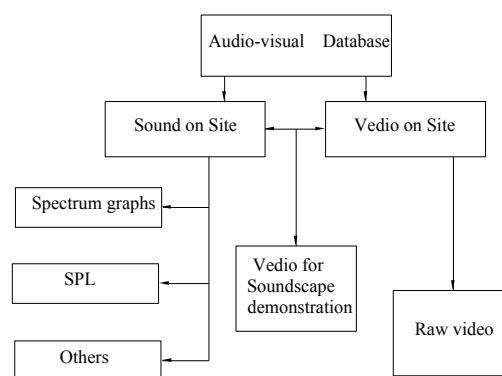 Audio-visual Database
Sound on Site
Vedio on Site
Spectrum graphs
SPL
Others
Vedio for
Soundscape
demonstration
Raw video